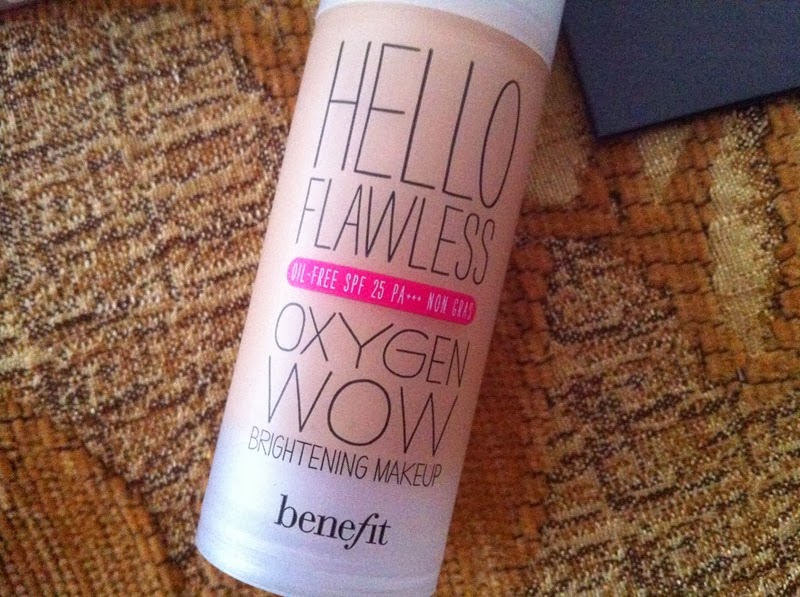 HELLO
FLAWLESS
OIL-FREE SPF 25 PA+++ NON GRAS
OXYGEN
WOW
BRIGHTENING MAKEUP
benefit